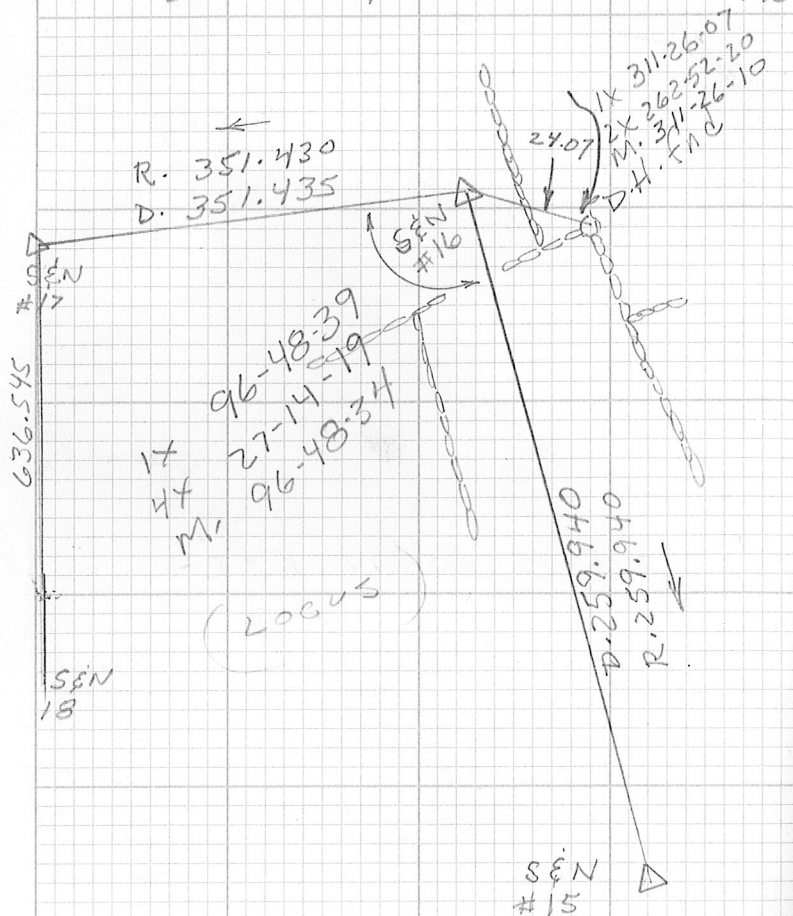 1X 311-26-07
2X 262-52-20
M. 311-26-10
D.H. FND
24.07
R. 351.430
D. 351.435
S&N
#16
S&N
#17
636.545
1X 96-48-39
4X 27-14-19
M. 96-48-34
D. 259.940
R. 259.940
(LOCUS)
S&N
18
S&N
#15